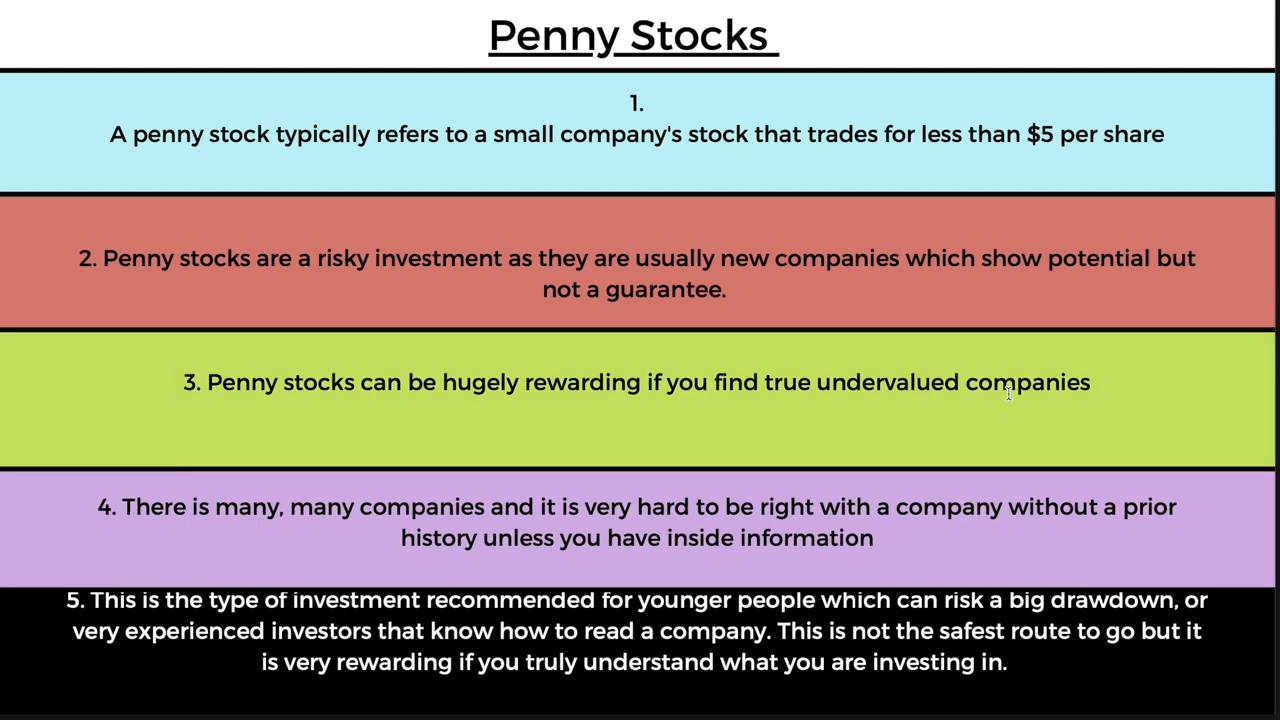 Penny Stocks
1.
A penny stock typically refers to a small company's stock that trades for less than $5 per share
2. Penny stocks are a risky investment as they are usually new companies which show potential but
not a guarantee.
3. Penny stocks can be hugely rewarding if you find true undervalued companies
4. There is many, many companies and it is very hard to be right with a company without a prior
history unless you have inside information
5. This is the type of investment recommended for younger people which can risk a big drawdown, or
very experienced investors that know how to read a company. This is not the safest route to go but it
is very rewarding if you truly understand what you are investing in.